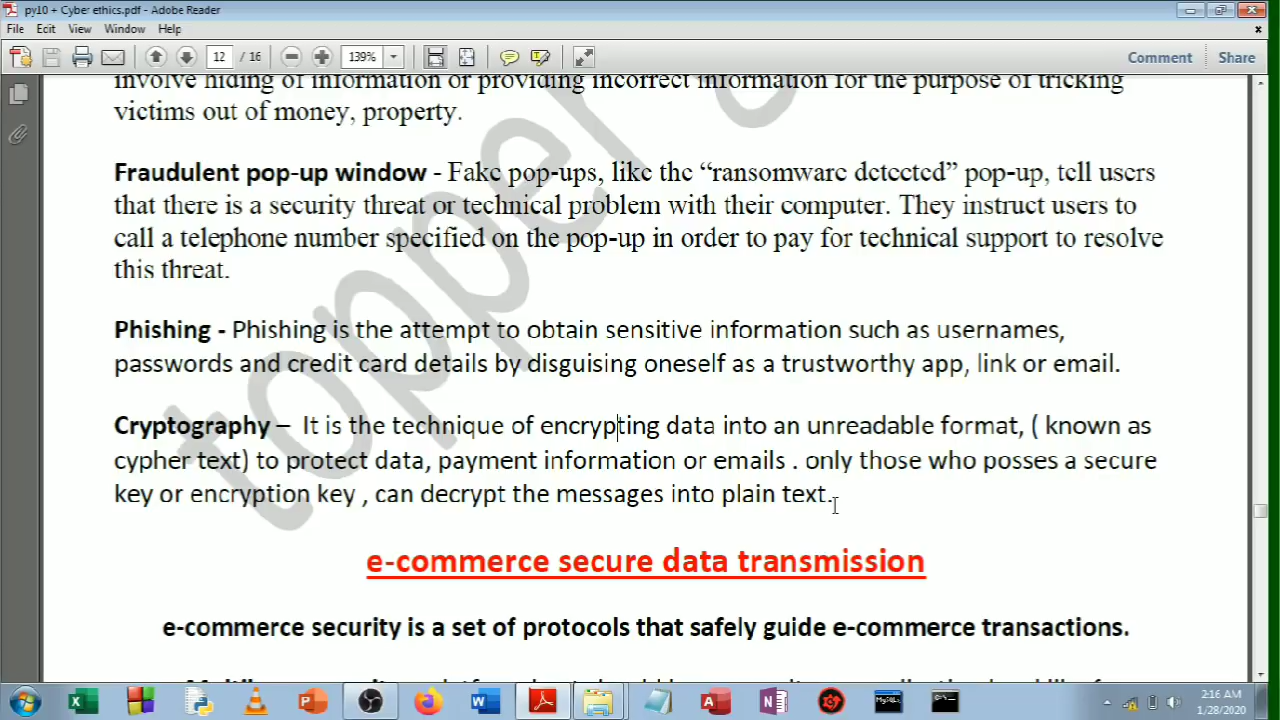 py10 + Cyber ethics.pdf - Adobe Reader
File Edit View Window Help
12 / 16 139% Comment Share
involve hiding of information or providing incorrect information for the purpose of tricking
victims out of money, property.
Fraudulent pop-up window - Fake pop-ups, like the “ransomware detected” pop-up, tell users
that there is a security threat or technical problem with their computer. They instruct users to
call a telephone number specified on the pop-up in order to pay for technical support to resolve
this threat.
Phishing - Phishing is the attempt to obtain sensitive information such as usernames,
passwords and credit card details by disguising oneself as a trustworthy app, link or email.
Cryptography – It is the technique of encrypting data into an unreadable format, ( known as
cypher text) to protect data, payment information or emails . only those who posses a secure
key or encryption key , can decrypt the messages into plain text.
e-commerce secure data transmission
e-commerce security is a set of protocols that safely guide e-commerce transactions.
topper
2:16 AM
1/28/2020